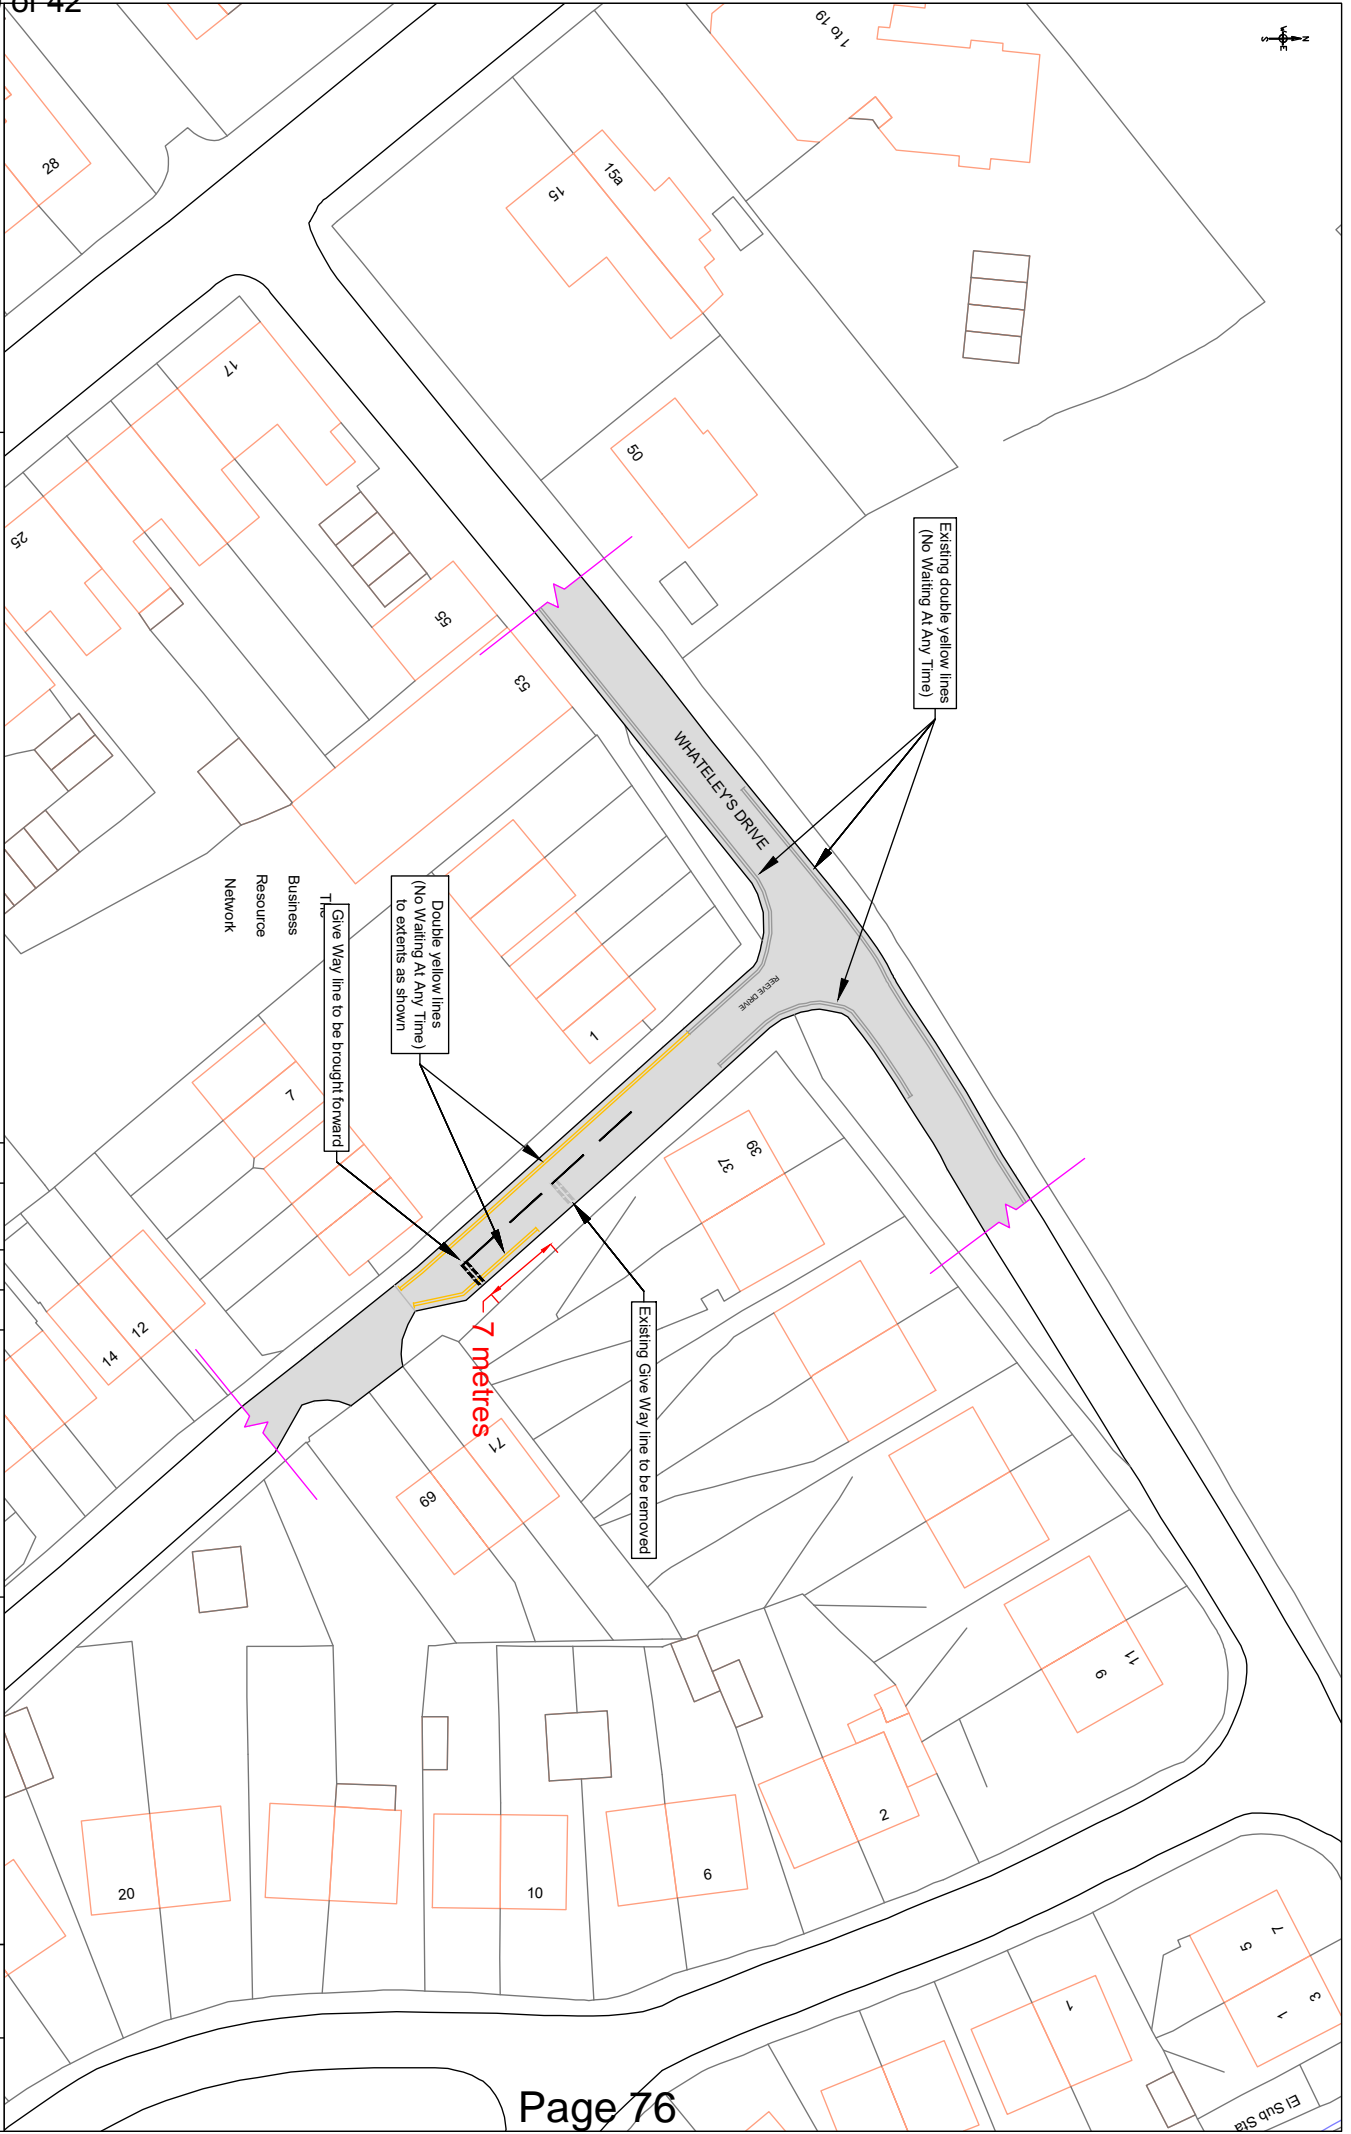 of 42
1 to 19
N
W E
S
28
15
15a
17
50
25
55
53
Existing double yellow lines
(No Waiting At Any Time)
WHATELEY'S DRIVE
REEVE DRIVE
Business
Resource
Network
Double yellow lines
(No Waiting At Any Time)
to extents as shown
Give Way line to be brought forward
1
7
39
37
12
14
7 metres
Existing Give Way line to be removed
71
69
11
9
2
6
10
20
7
5
3
1
1
El Sub Sta
Page 76